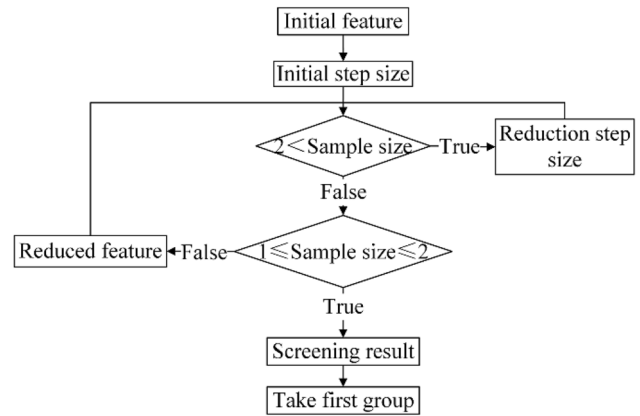 Initial feature
Initial step size
2＜Sample size
True
Reduction step
size
False
1≤Sample size≤2
False
Reduced feature
True
Screening result
Take first group